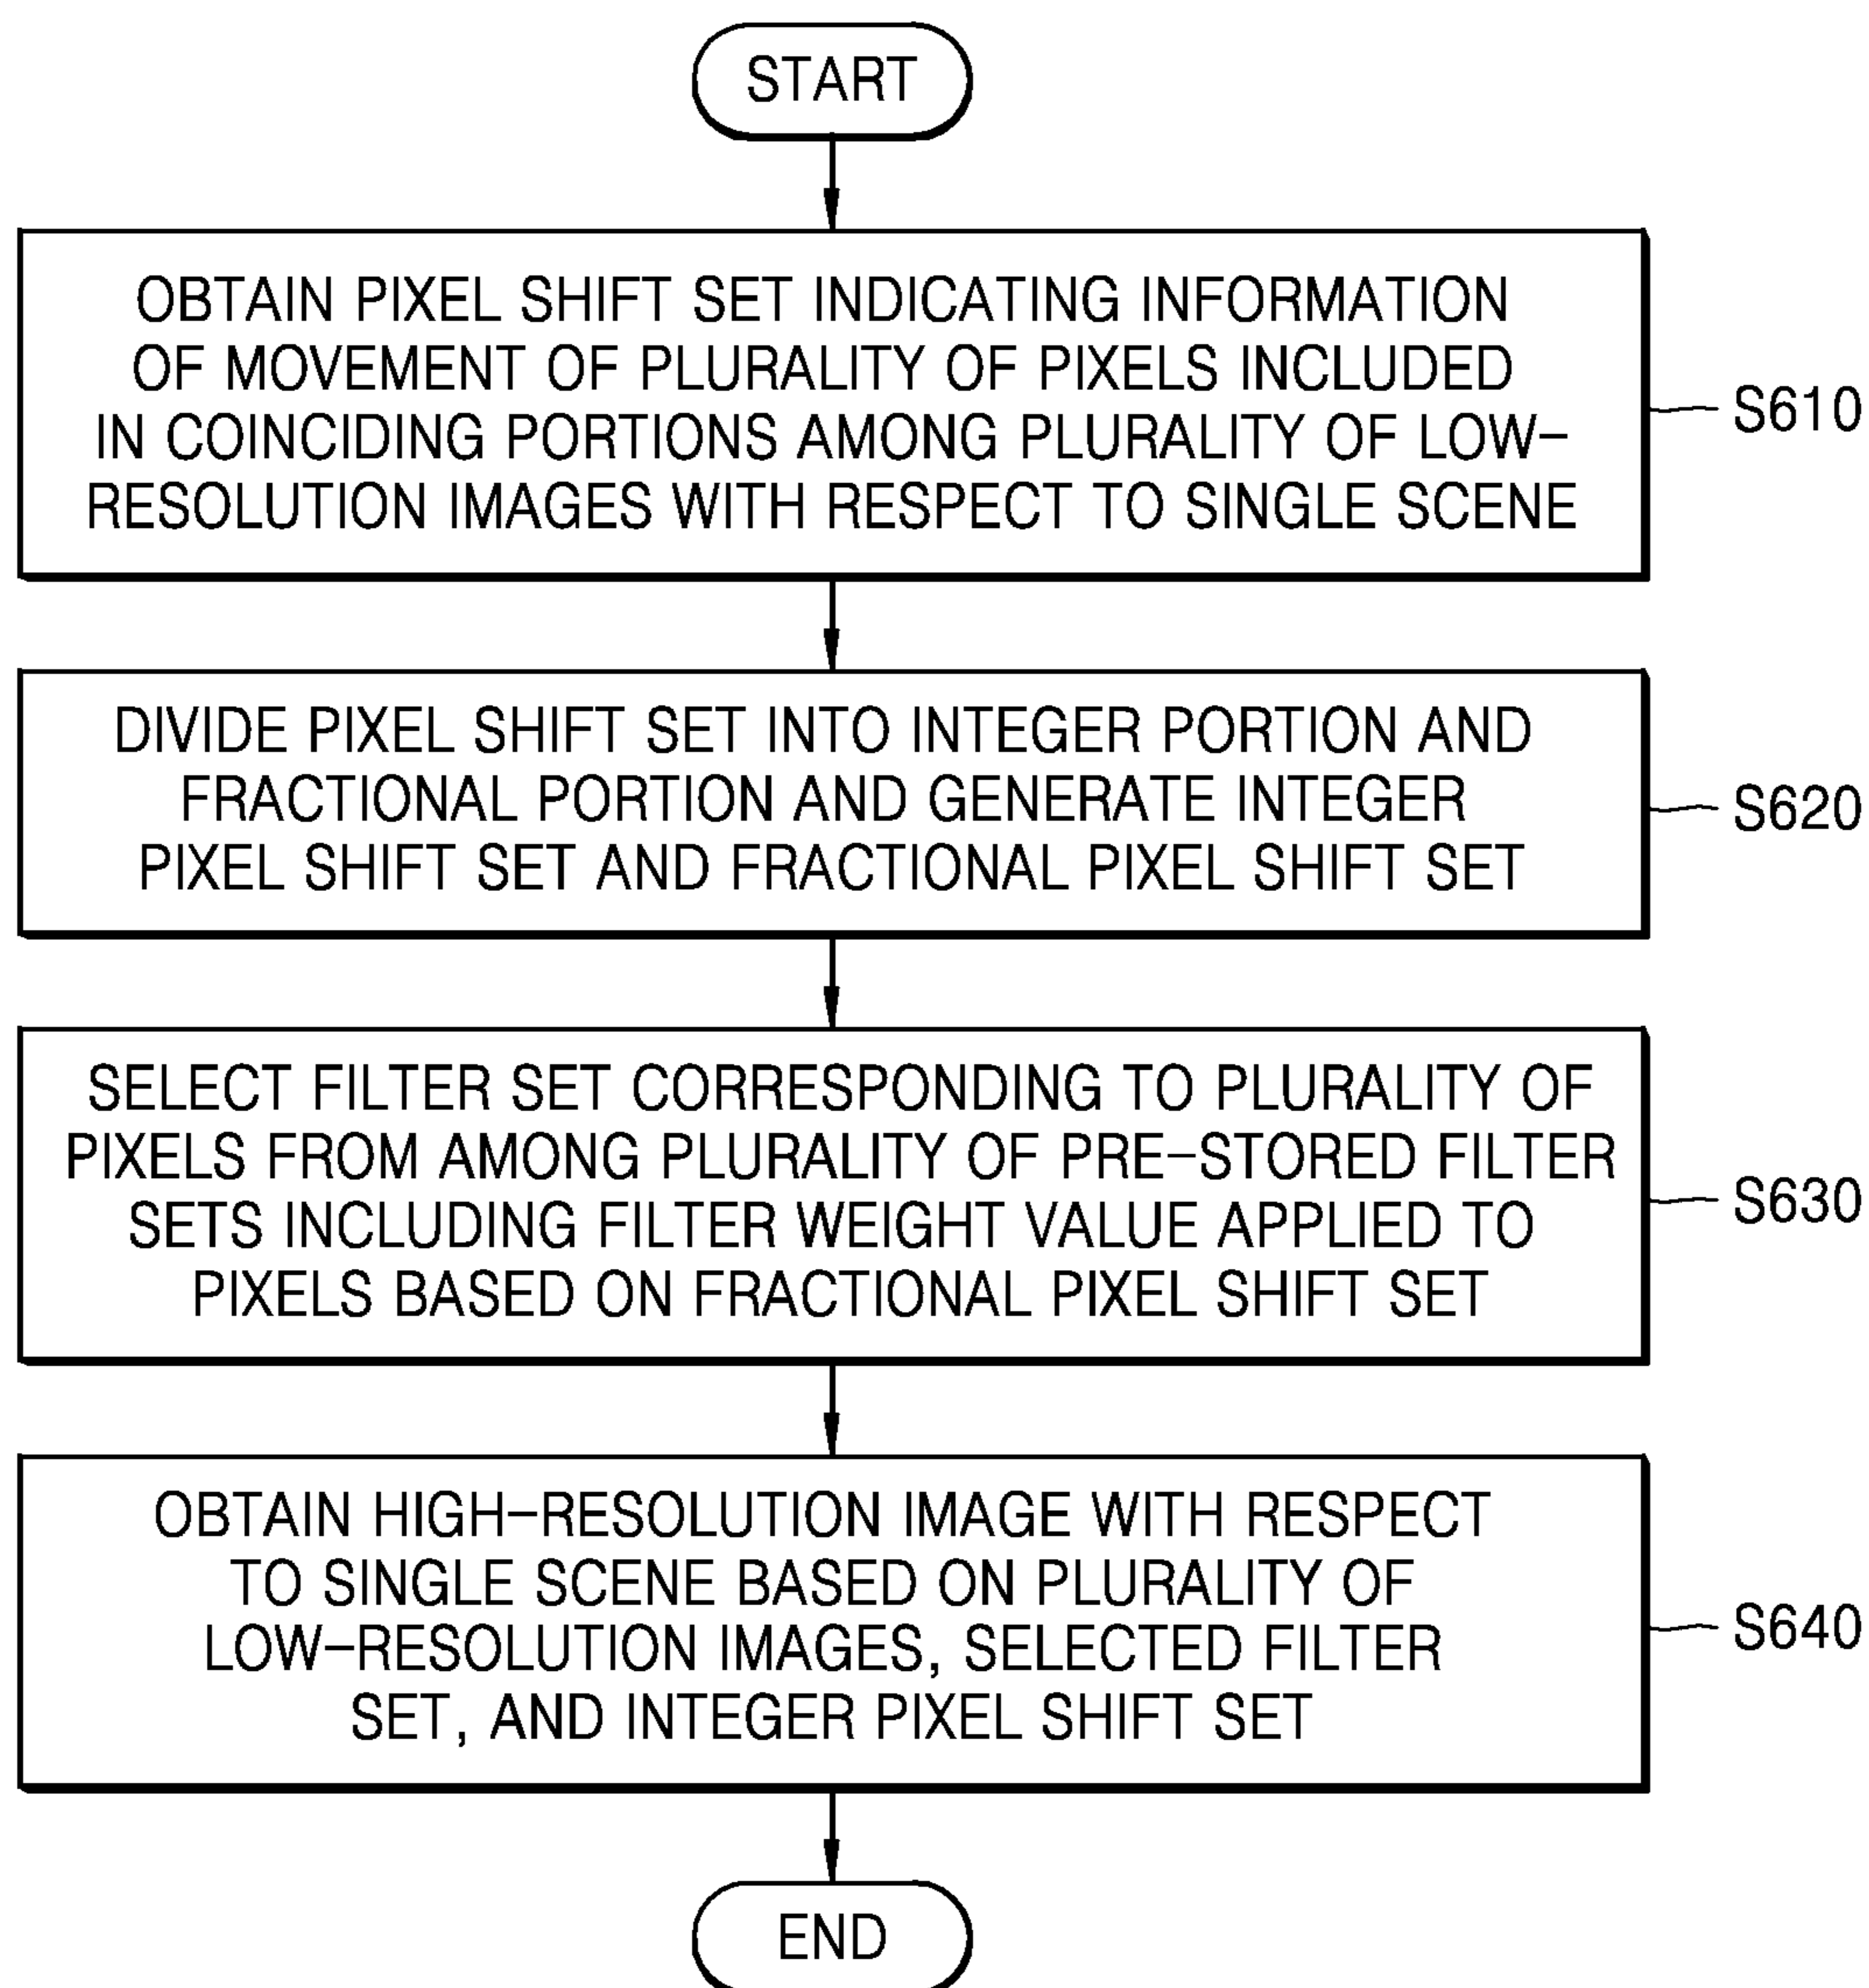 START
OBTAIN PIXEL SHIFT SET INDICATING INFORMATION
OF MOVEMENT OF PLURALITY OF PIXELS INCLUDED
IN COINCIDING PORTIONS AMONG PLURALITY OF LOW-
RESOLUTION IMAGES WITH RESPECT TO SINGLE SCENE
S610
DIVIDE PIXEL SHIFT SET INTO INTEGER PORTION AND
FRACTIONAL PORTION AND GENERATE INTEGER
PIXEL SHIFT SET AND FRACTIONAL PIXEL SHIFT SET
S620
SELECT FILTER SET CORRESPONDING TO PLURALITY OF
PIXELS FROM AMONG PLURALITY OF PRE-STORED FILTER
SETS INCLUDING FILTER WEIGHT VALUE APPLIED TO
PIXELS BASED ON FRACTIONAL PIXEL SHIFT SET
S630
OBTAIN HIGH-RESOLUTION IMAGE WITH RESPECT
TO SINGLE SCENE BASED ON PLURALITY OF
LOW-RESOLUTION IMAGES, SELECTED FILTER
SET, AND INTEGER PIXEL SHIFT SET
S640
END